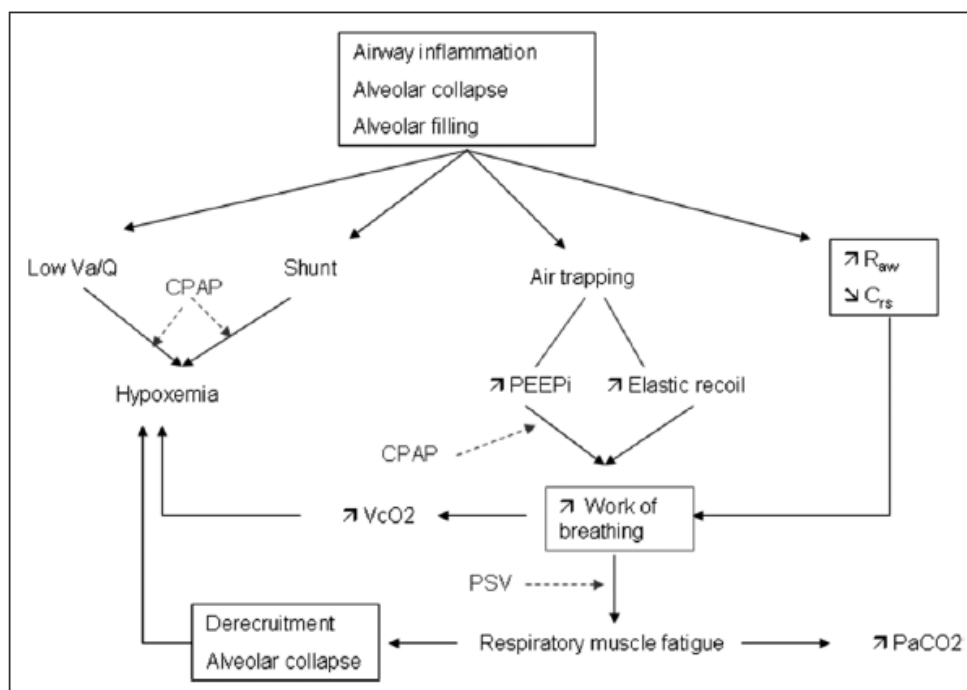 Airway inflammation
Alveolar collapse
Alveolar filling
Low Va/Q
CPAP
Shunt
Air trapping
↗ Raw
↘ Crs
Hypoxemia
↗ PEEPi
↗ Elastic recoil
CPAP
↗ VcO2
↗ Work of
breathing
PSV
Derecruitment
Alveolar collapse
Respiratory muscle fatigue
↗ PaCO2